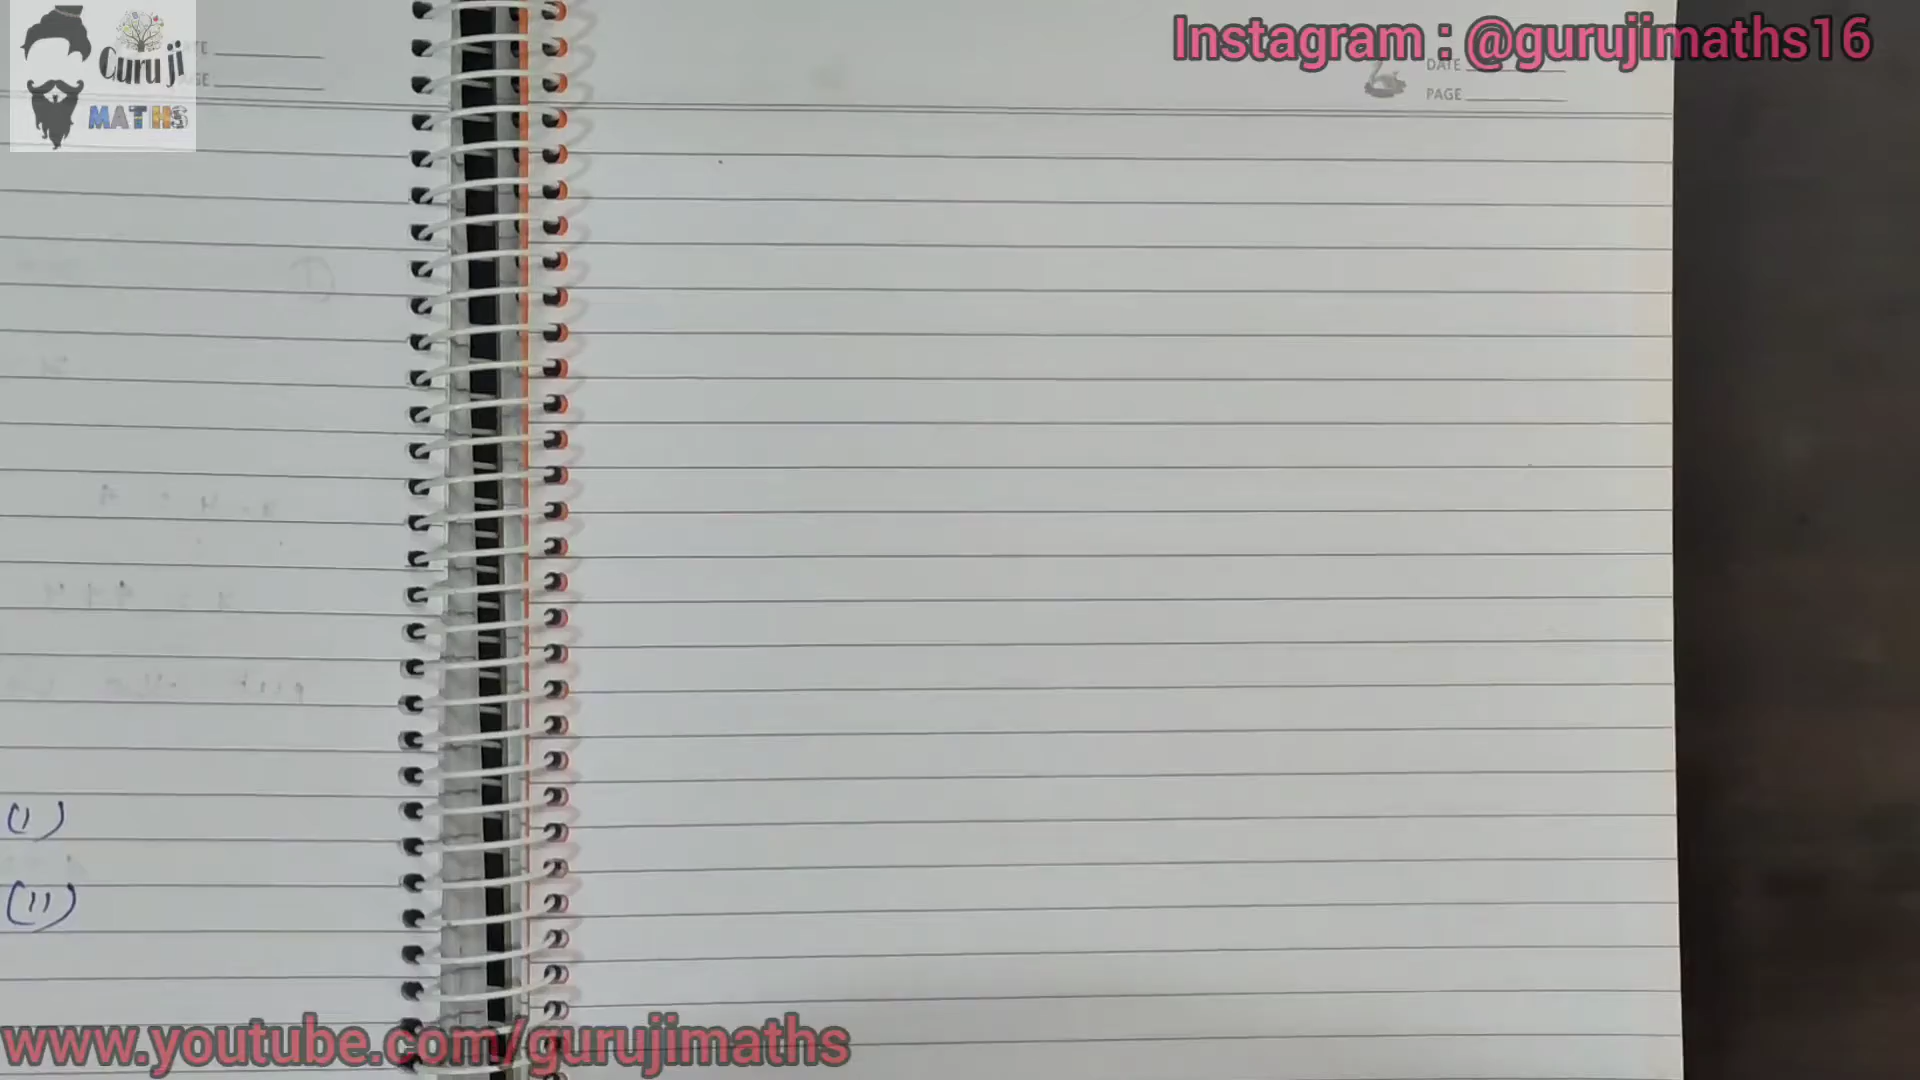 Instagram : @gurujimaths16
Guru ji
MATHS
DATE
PAGE
(I)
(II)
www.youtube.com/gurujimaths